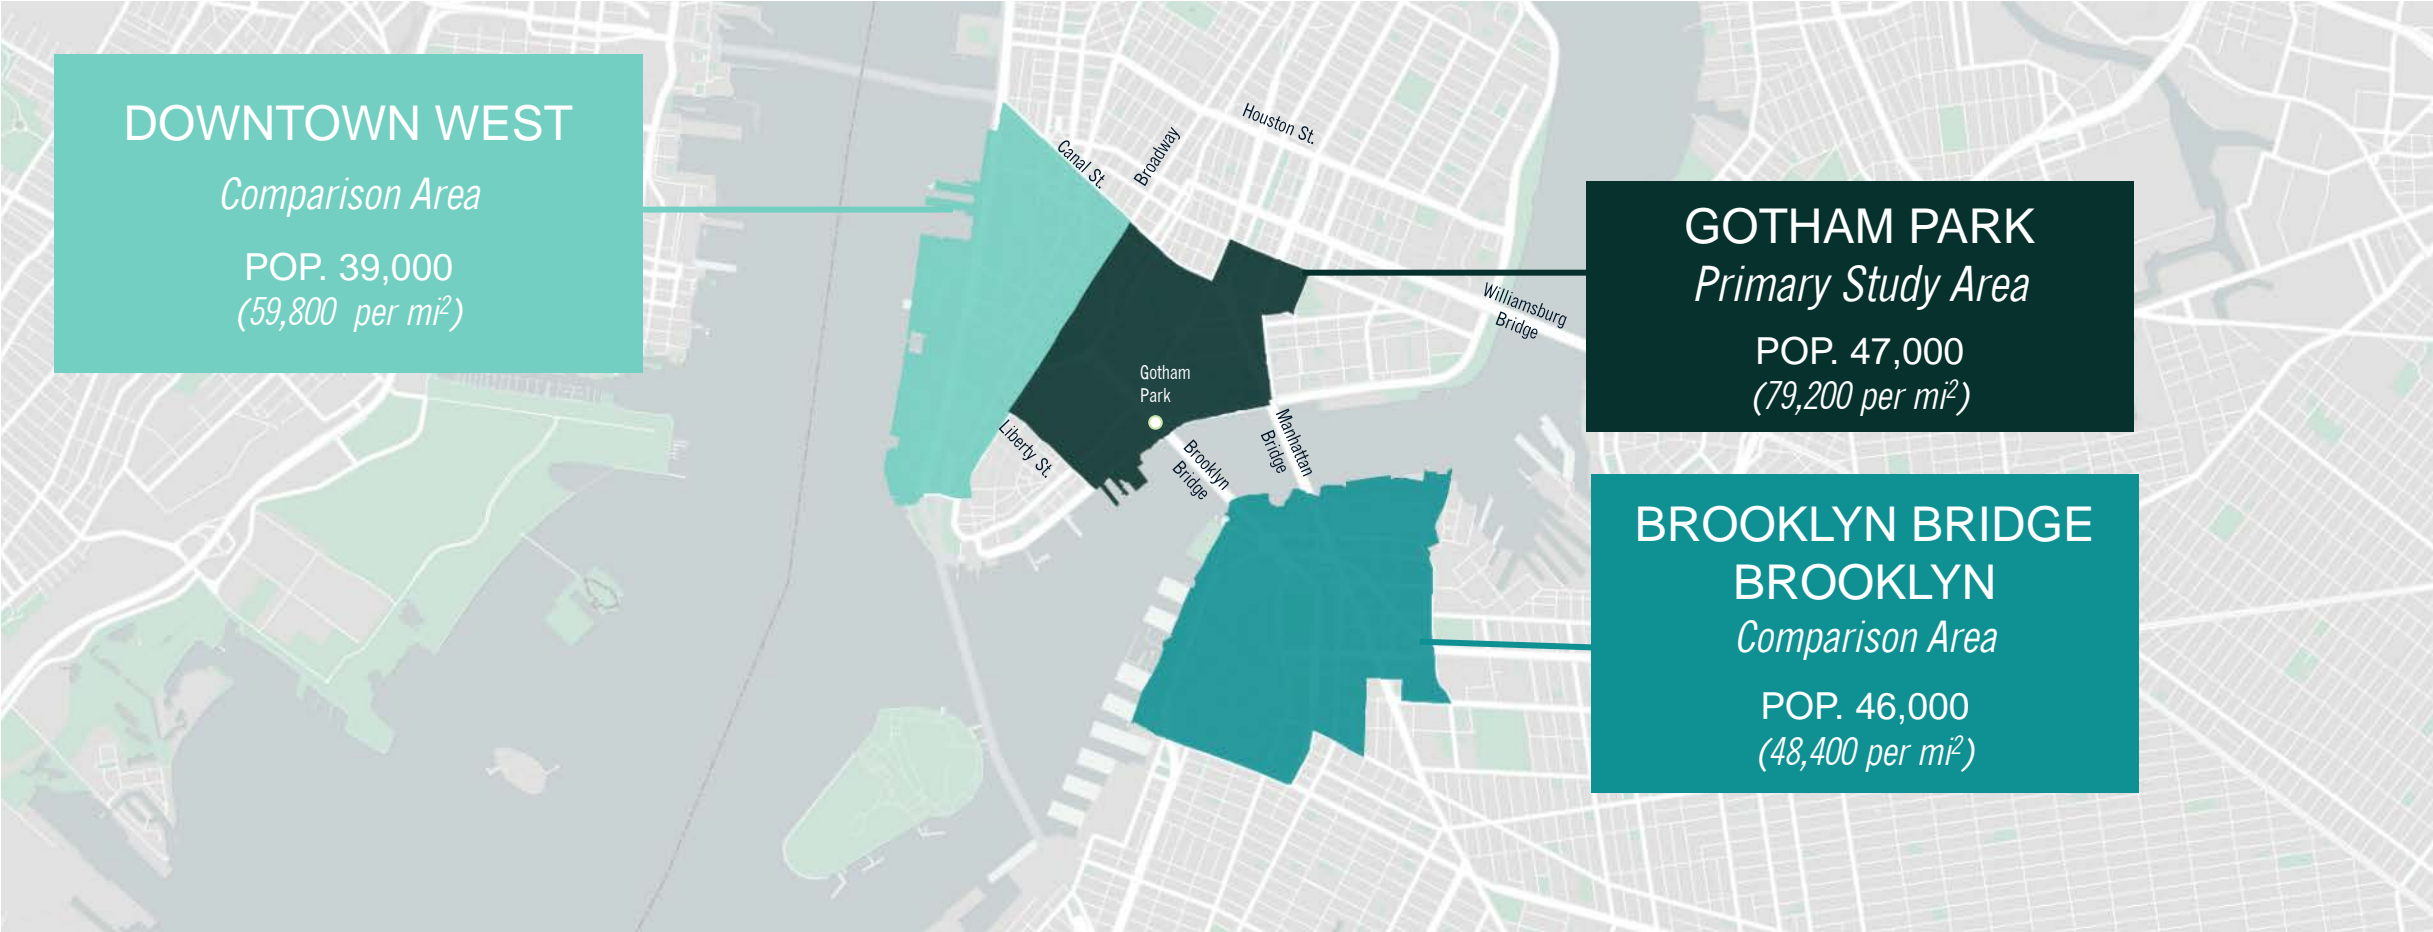 DOWNTOWN WEST
Comparison Area
POP. 39,000
(59,800 per mi²)
Houston St.
Broadway
Canal St.
GOTHAM PARK
Primary Study Area
POP. 47,000
(79,200 per mi²)
Williamsburg
Bridge
Gotham
Park
Liberty St.
Manhattan
Bridge
Brooklyn
Bridge
BROOKLYN BRIDGE
BROOKLYN
Comparison Area
POP. 46,000
(48,400 per mi²)